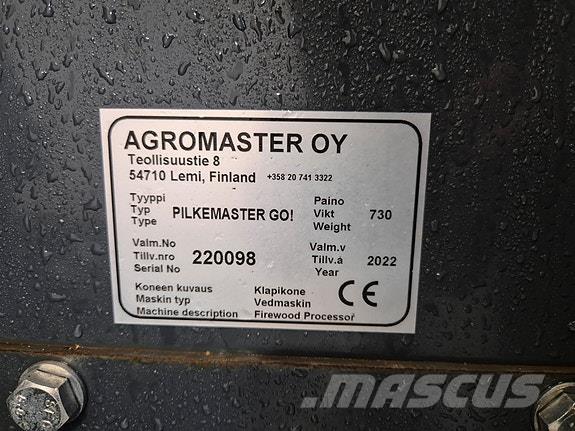 AGROMASTER OY
Teollisuustie 8
54710 Lemi, Finland +358 20 741 3322
Tyyppi
Typ PILKEMASTER GO!
Type
Paino
Vikt 730
Weight
Valm.No
Tillv.nro 220098
Serial No
Valm.v
Tillv.å 2022
Year
Koneen kuvaus Klapikone
Maskin typ Vedmaskin
Machine description Firewood Processor
CE
MASCUS